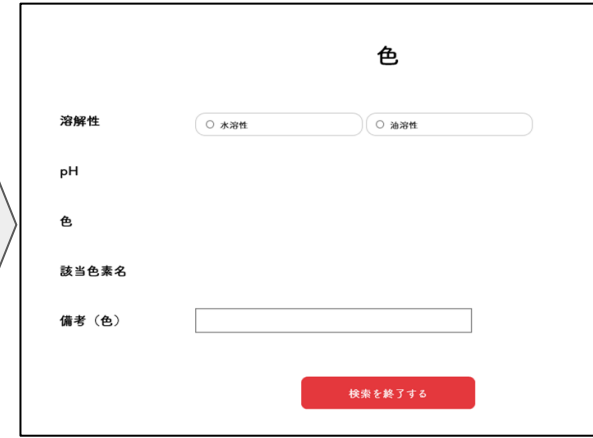 色
溶解性 水溶性 油溶性
pH
色
該当色素名
備考（色）
検索を終了する